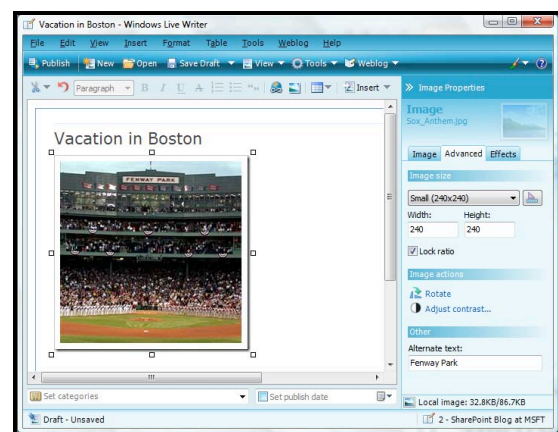 Vacation in Boston - Windows Live Writer
File Edit View Insert Format Table Tools Weblog Help
Publish New Open Save Draft View Tools Weblog
Paragraph B I U A Insert
Image Properties
Image
Sox_Anthem.jpg
Image Advanced Effects
Vacation in Boston
FENWAY PARK
Image size
Small (240x240)
Width: Height:
240 240
Lock ratio
Image actions
Rotate
Adjust contrast...
Other
Alternate text:
Fenway Park
Set categories Set publish date
Local image: 32.8KB/86.7KB
Draft - Unsaved
2 - SharePoint Blog at MSFT